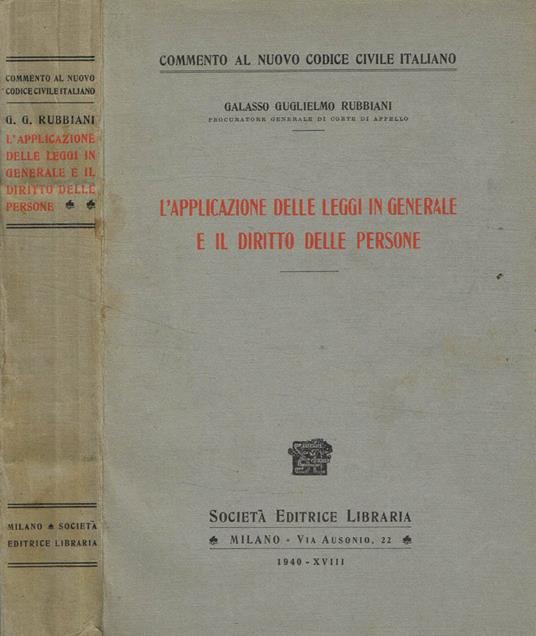 COMMENTO AL NUOVO
CODICE CIVILE ITALIANO
G. G. RUBBIANI
L'APPLICAZIONE
DELLE LEGGI IN
GENERALE E IL
DIRITTO DELLE
PERSONE
MILANO SOCIETÀ
EDITRICE LIBRARIA
COMMENTO AL NUOVO CODICE CIVILE ITALIANO
GALASSO GUGLIELMO RUBBIANI
PROCURATORE GENERALE DI CORTE DI APPELLO
L'APPLICAZIONE DELLE LEGGI IN GENERALE
E IL DIRITTO DELLE PERSONE
SOCIETÀ EDITRICE LIBRARIA
MILANO - VIA AUSONIO, 22
1940 - XVIII